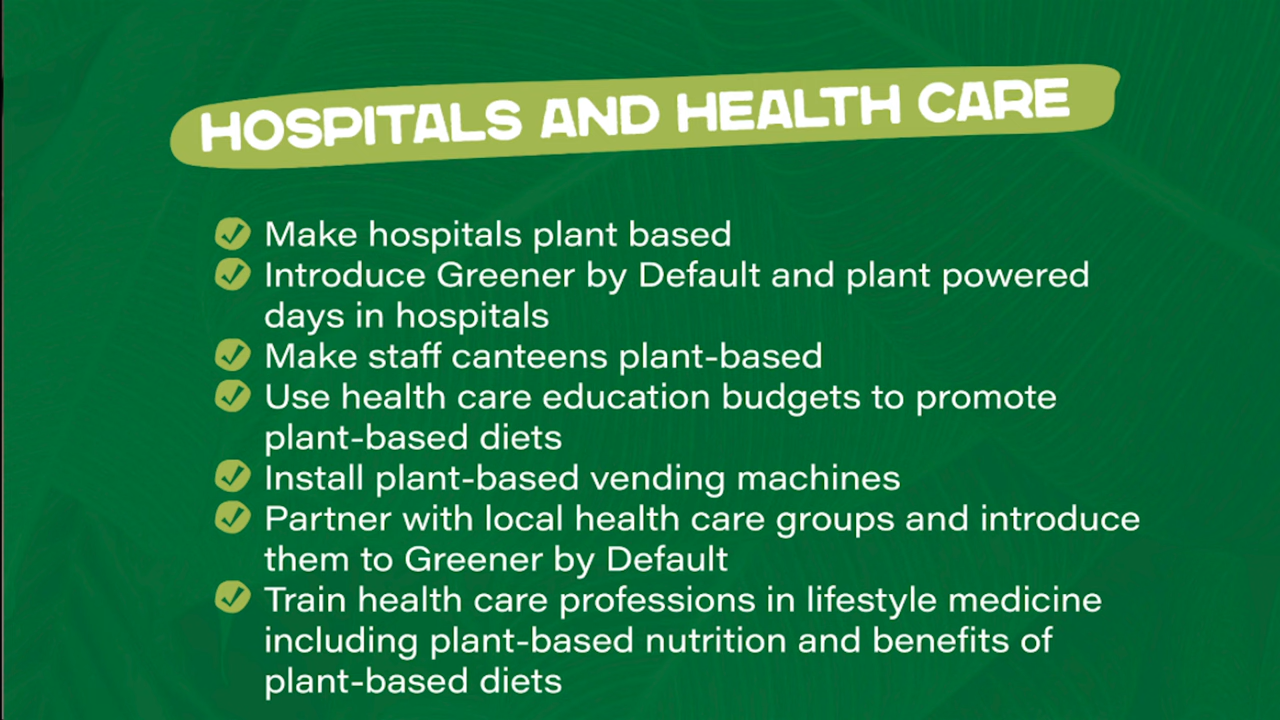 HOSPITALS AND HEALTH CARE
Make hospitals plant based
Introduce Greener by Default and plant powered
days in hospitals
Make staff canteens plant-based
Use health care education budgets to promote
plant-based diets
Install plant-based vending machines
Partner with local health care groups and introduce
them to Greener by Default
Train health care professions in lifestyle medicine
including plant-based nutrition and benefits of
plant-based diets